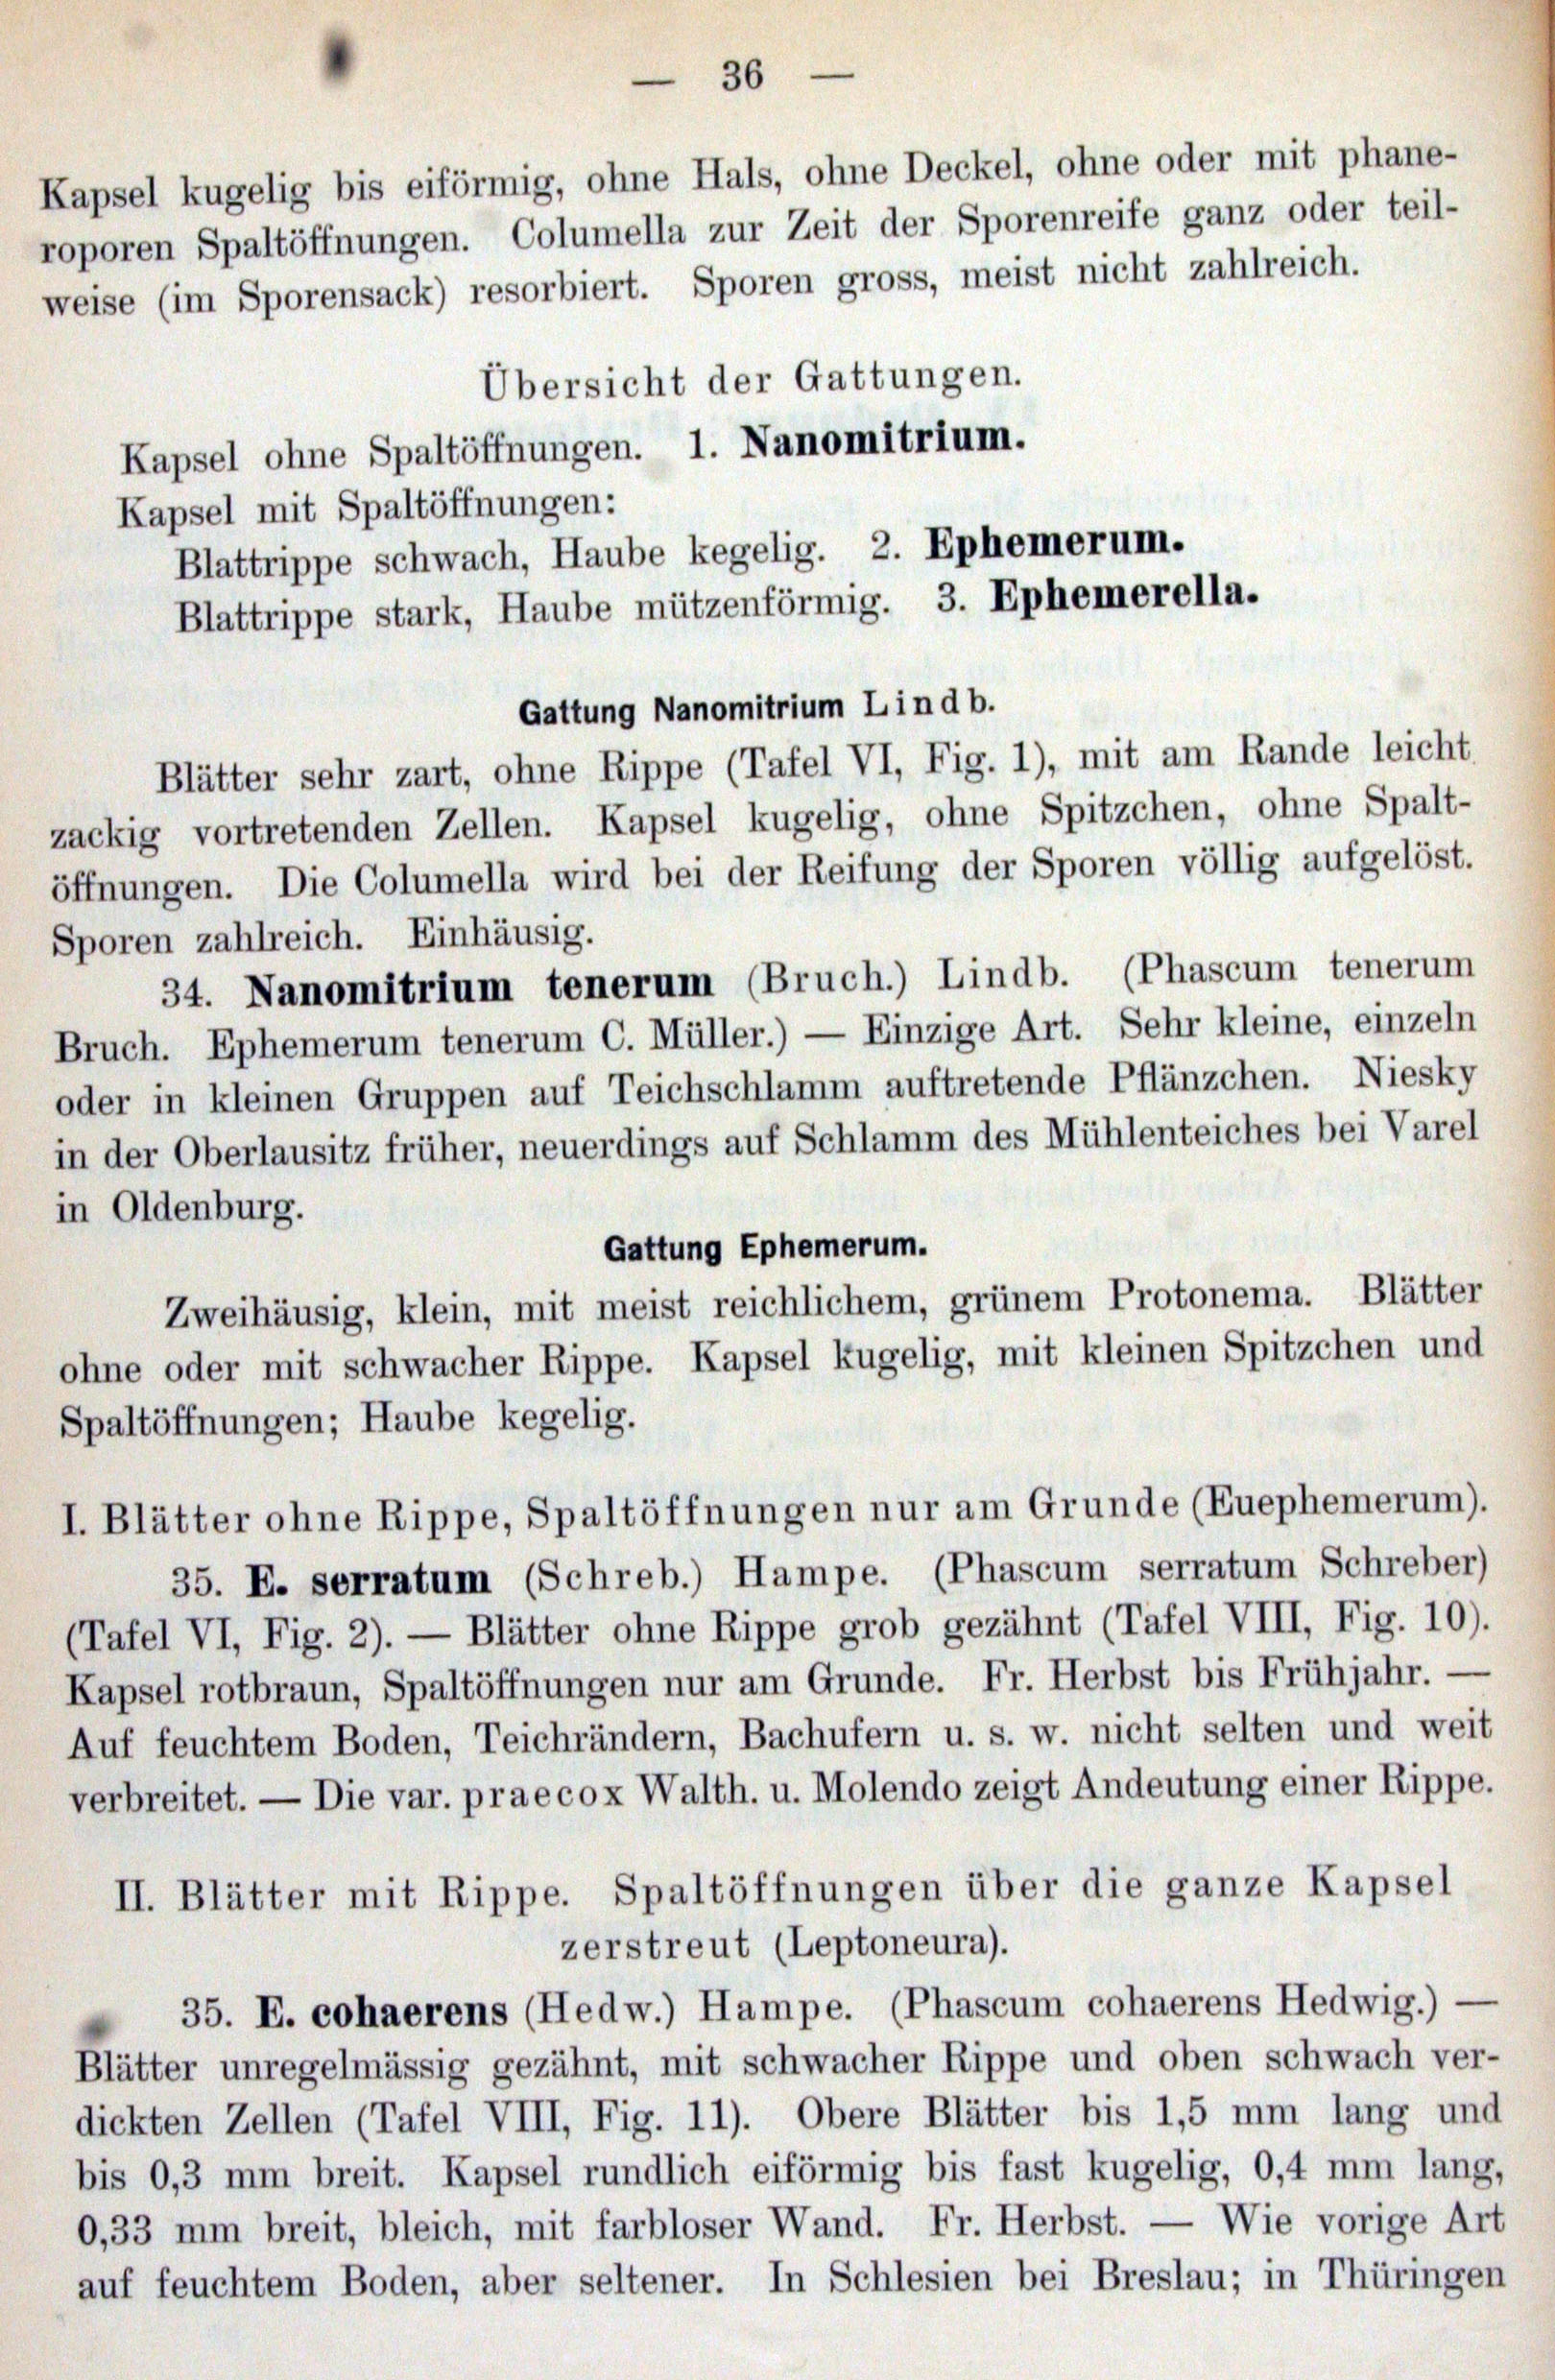 — 36 —
Kapsel kugelig bis eiförmig, ohne Hals, ohne Deckel, ohne oder mit phane-
roporen Spaltöffnungen. Columella zur Zeit der Sporenreife ganz oder teil-
weise (im Sporensack) resorbiert. Sporen gross, meist nicht zahlreich.
Übersicht der Gattungen.
Kapsel ohne Spaltöffnungen. 1. Nanomitrium.
Kapsel mit Spaltöffnungen:
Blattrippe schwach, Haube kegelig. 2. Ephemerum.
Blattrippe stark, Haube mützenförmig. 3. Ephemerella.
Gattung Nanomitrium Lindb.
Blätter sehr zart, ohne Rippe (Tafel VI, Fig. 1), mit am Rande leicht
zackig vortretenden Zellen. Kapsel kugelig, ohne Spitzchen, ohne Spalt-
öffnungen. Die Columella wird bei der Reifung der Sporen völlig aufgelöst.
Sporen zahlreich. Einhäusig.
34. Nanomitrium tenerum (Bruch.) Lindb. (Phascum tenerum
Bruch. Ephemerum tenerum C. Müller.) — Einzige Art. Sehr kleine, einzeln
oder in kleinen Gruppen auf Teichschlamm auftretende Pflänzchen. Niesky
in der Oberlausitz früher, neuerdings auf Schlamm des Mühlenteiches bei Varel
in Oldenburg.
Gattung Ephemerum.
Zweihäusig, klein, mit meist reichlichem, grünem Protonema. Blätter
ohne oder mit schwacher Rippe. Kapsel kugelig, mit kleinen Spitzchen und
Spaltöffnungen; Haube kegelig.
I. Blätter ohne Rippe, Spaltöffnungen nur am Grunde (Euephemerum).
35. E. serratum (Schreb.) Hampe. (Phascum serratum Schreber)
(Tafel VI, Fig. 2). — Blätter ohne Rippe grob gezähnt (Tafel VIII, Fig. 10).
Kapsel rotbraun, Spaltöffnungen nur am Grunde. Fr. Herbst bis Frühjahr. —
Auf feuchtem Boden, Teichrändern, Bachufern u. s. w. nicht selten und weit
verbreitet. — Die var. praecox Walth. u. Molendo zeigt Andeutung einer Rippe.
II. Blätter mit Rippe. Spaltöffnungen über die ganze Kapsel
zerstreut (Leptoneura).
35. E. cohaerens (Hedw.) Hampe. (Phascum cohaerens Hedwig.) —
Blätter unregelmässig gezähnt, mit schwacher Rippe und oben schwach ver-
dickten Zellen (Tafel VIII, Fig. 11). Obere Blätter bis 1,5 mm lang und
bis 0,3 mm breit. Kapsel rundlich eiförmig bis fast kugelig, 0,4 mm lang,
0,33 mm breit, bleich, mit farbloser Wand. Fr. Herbst. — Wie vorige Art
auf feuchtem Boden, aber seltener. In Schlesien bei Breslau; in Thüringen